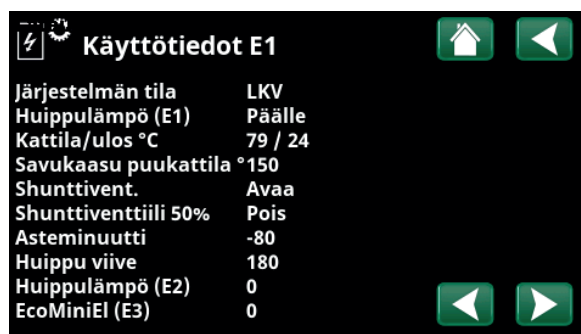 Käyttötiedot E1
Järjestelmän tila LKV
Huippulämpö (E1) Päälle
Kattila/ulos °C 79 / 24
Savukaasu puukattila °150
Shunttivent. Avaa
Shunttiventtiili 50% Pois
Asteminuutti -80
Huippu viive 180
Huippulämpö (E2) 0
EcoMiniEl (E3) 0